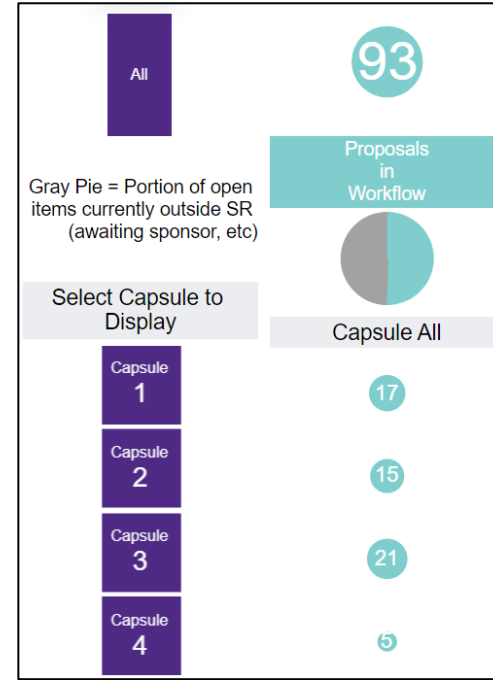 All
93
Proposals
in
Workflow
Gray Pie = Portion of open
items currently outside SR
(awaiting sponsor, etc)
Select Capsule to
Display
Capsule All
Capsule
1
17
Capsule
2
15
Capsule
3
21
Capsule
4
5